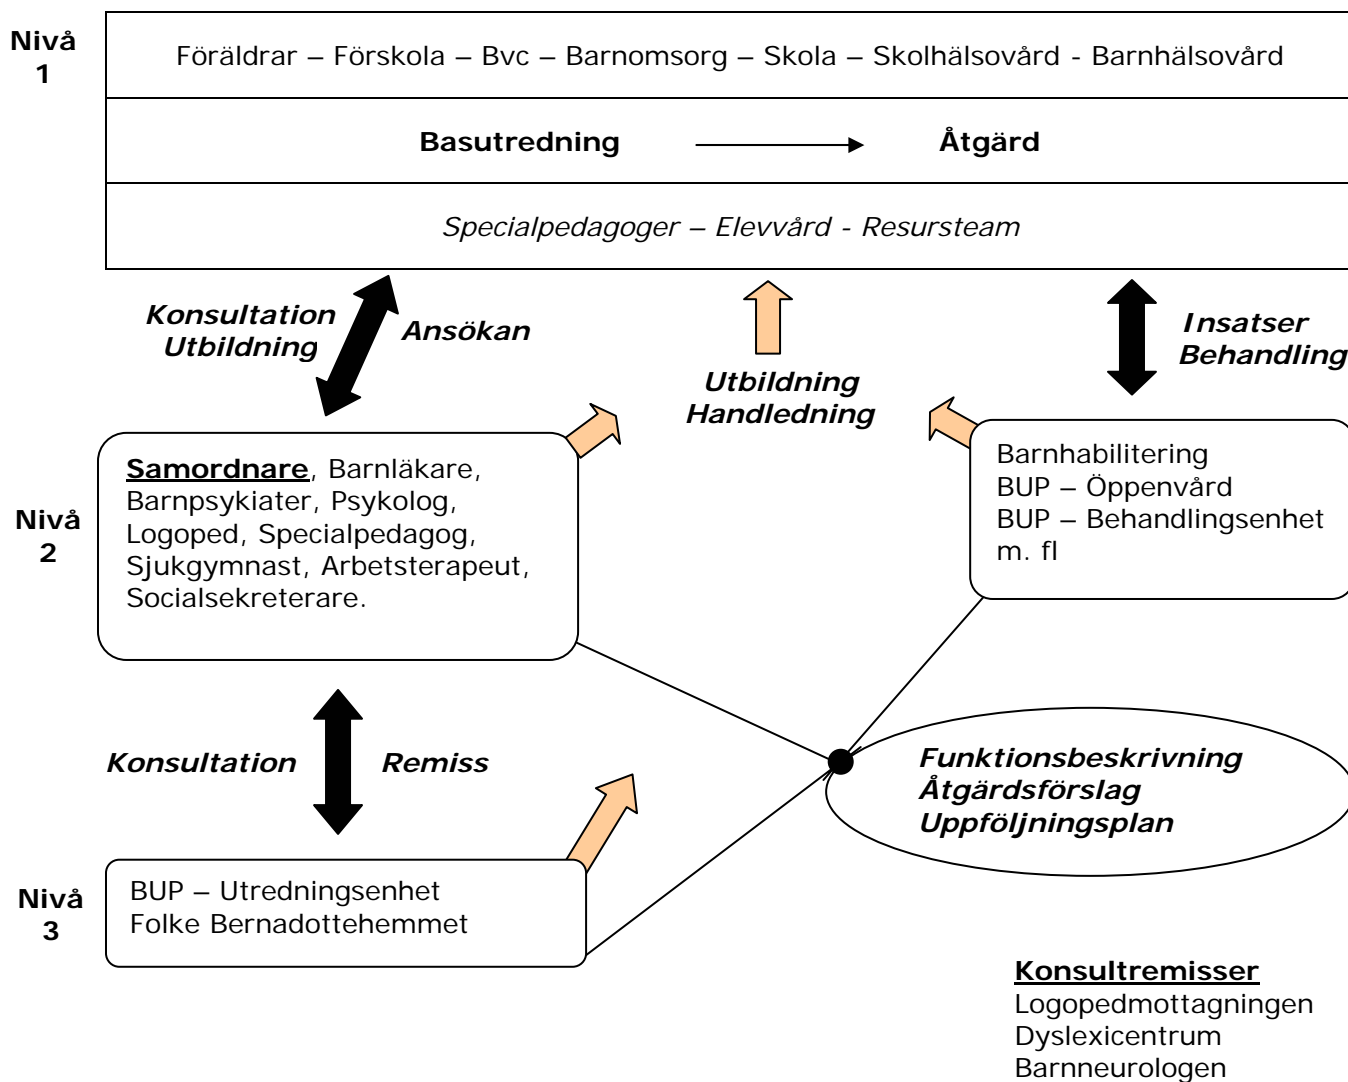 Nivå
1
Föräldrar – Förskola – Bvc – Barnomsorg – Skola – Skolhälsovård - Barnhälsovård
Basutredning Åtgärd
Specialpedagoger – Elevvård - Resursteam
Konsultation
Utbildning
Ansökan
Utbildning
Handledning
Insatser
Behandling
Nivå
2
Samordnare, Barnläkare,
Barnpsykiater, Psykolog,
Logoped, Specialpedagog,
Sjukgymnast, Arbetsterapeut,
Socialsekreterare.
Barnhabilitering
BUP – Öppenvård
BUP – Behandlingsenhet
m. fl
Konsultation
Remiss
Funktionsbeskrivning
Åtgärdsförslag
Uppföljningsplan
Nivå
3
BUP – Utredningsenhet
Folke Bernadottehemmet
Konsultremisser
Logopedmottagningen
Dyslexicentrum
Barnneurologen